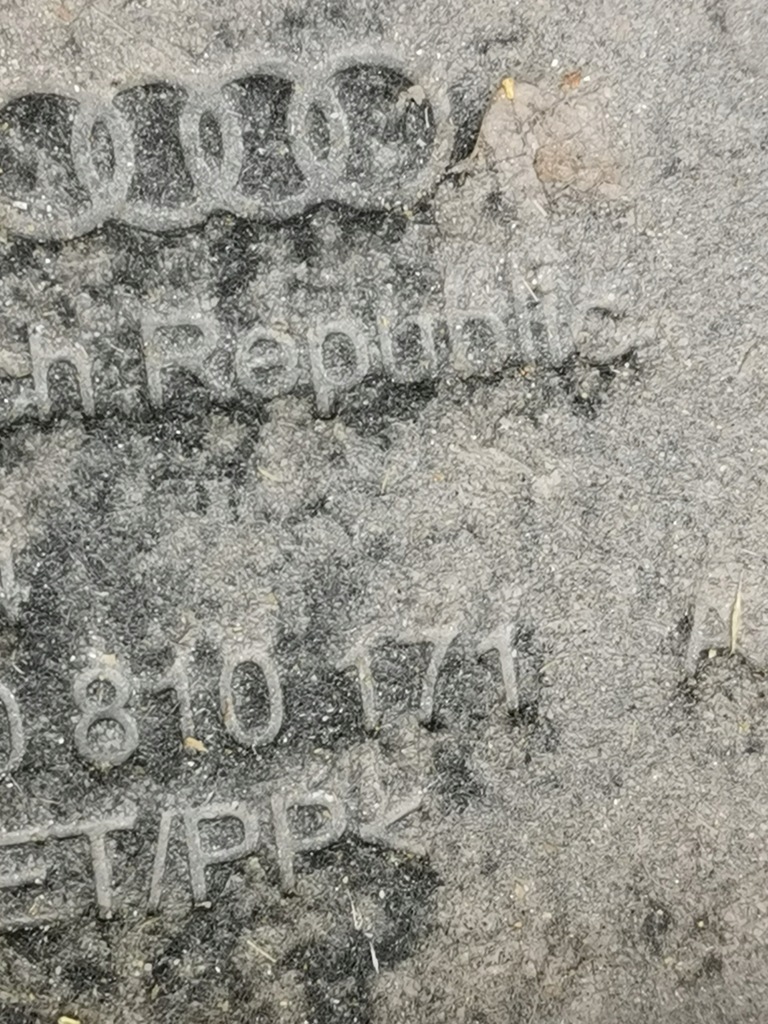 h Republic
0 810 171 A
ET/PP<